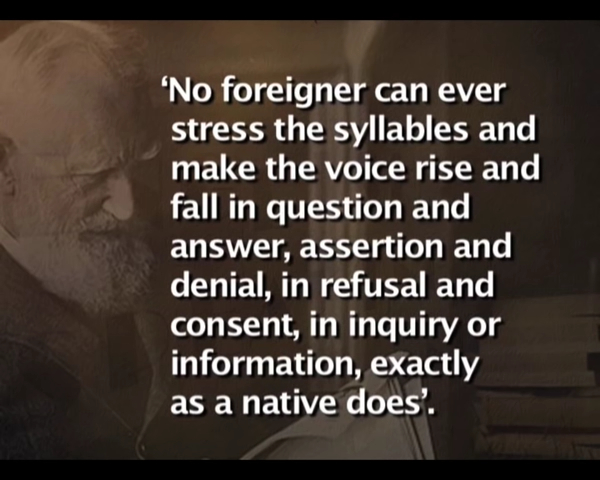 ‘No foreigner can ever
stress the syllables and
make the voice rise and
fall in question and
answer, assertion and
denial, in refusal and
consent, in inquiry or
information, exactly
as a native does’.